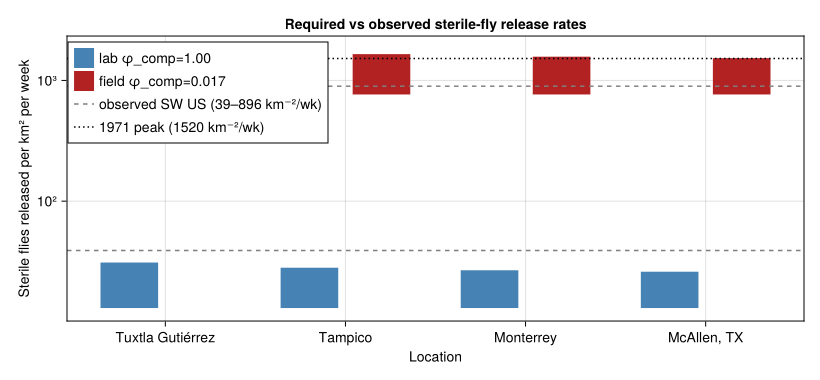 Required vs observed sterile-fly release rates
lab φ_comp=1.00
field φ_comp=0.017
observed SW US (39–896 km⁻²/wk)
1971 peak (1520 km⁻²/wk)
Sterile flies released per km² per week
10³
10²
Tuxtla Gutiérrez
Tampico
Monterrey
McAllen, TX
Location